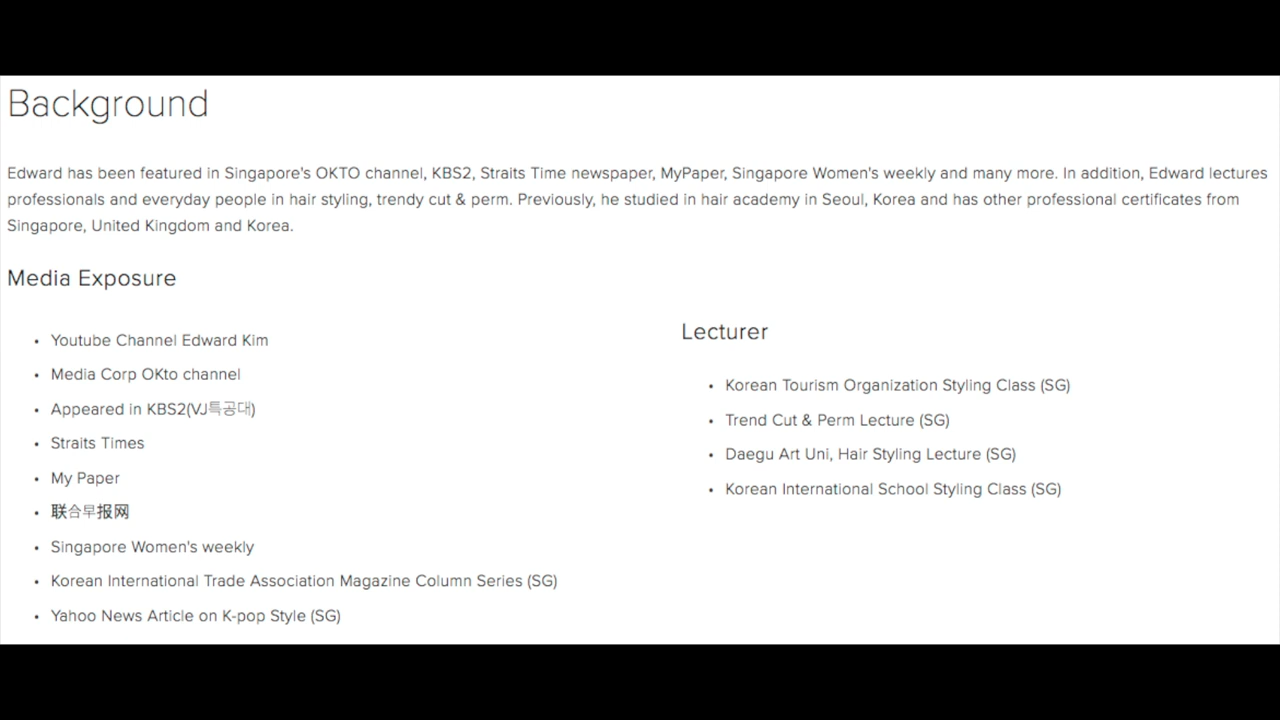 Background
Edward has been featured in Singapore's OKTO channel, KBS2, Straits Time newspaper, MyPaper, Singapore Women's weekly and many more. In addition, Edward lectures
professionals and everyday people in hair styling, trendy cut & perm. Previously, he studied in hair academy in Seoul, Korea and has other professional certificates from
Singapore, United Kingdom and Korea.
Media Exposure
• Youtube Channel Edward Kim
• Media Corp OKto channel
• Appeared in KBS2(VJ특공대)
• Straits Times
• My Paper
• 联合早报网
• Singapore Women's weekly
• Korean International Trade Association Magazine Column Series (SG)
• Yahoo News Article on K-pop Style (SG)
Lecturer
• Korean Tourism Organization Styling Class (SG)
• Trend Cut & Perm Lecture (SG)
• Daegu Art Uni, Hair Styling Lecture (SG)
• Korean International School Styling Class (SG)